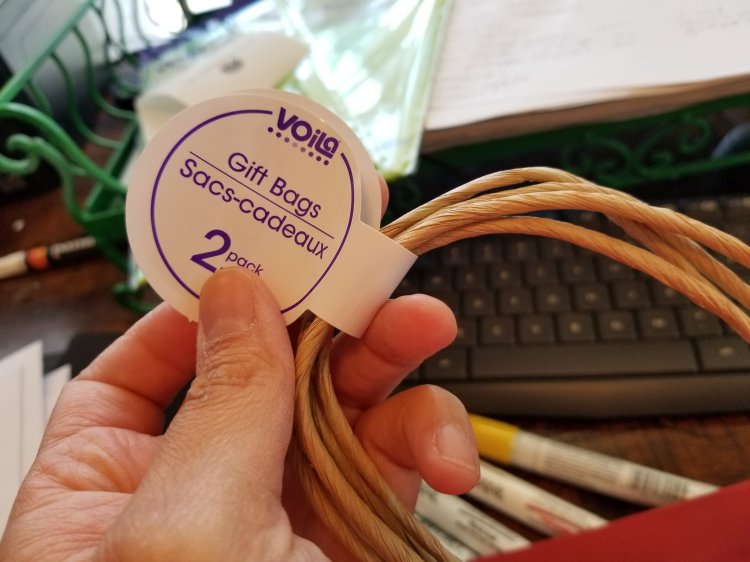 VOiLA
Gift Bags
Sacs-cadeaux
2 pack